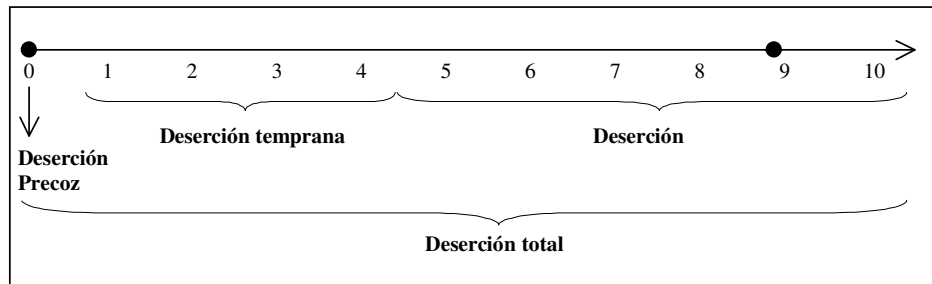 0 1 2 3 4 5 6 7 8 9 10
Deserción temprana Deserción
Deserción
Precoz
Deserción total